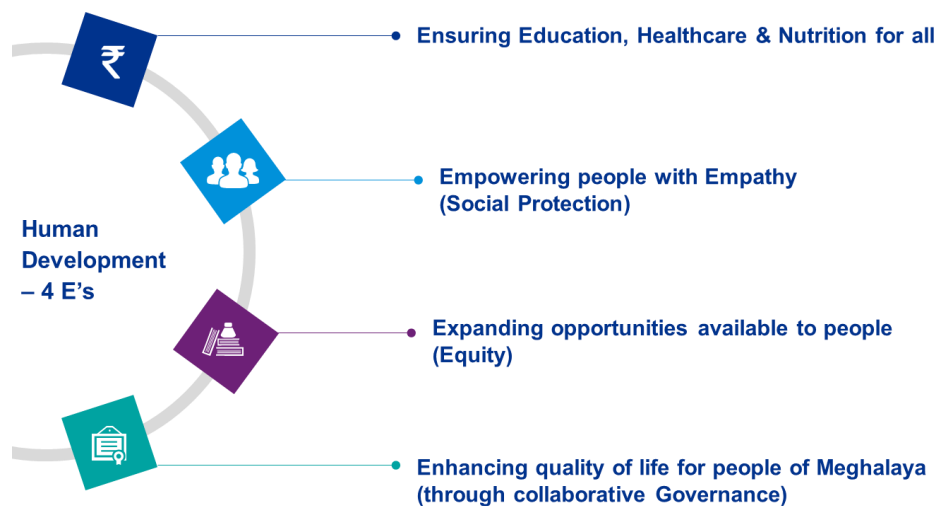 ₹
Ensuring Education, Healthcare & Nutrition for all
Empowering people with Empathy
(Social Protection)
Human
Development
– 4 E's
Expanding opportunities available to people
(Equity)
Enhancing quality of life for people of Meghalaya
(through collaborative Governance)